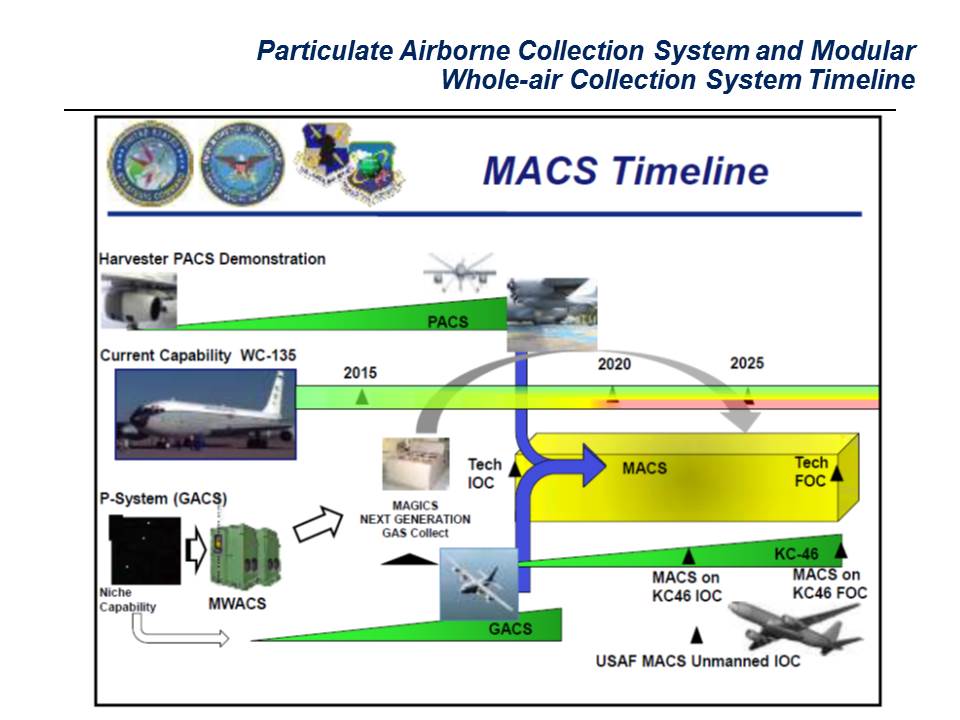 Particulate Airborne Collection System and Modular
Whole-air Collection System Timeline
MACS Timeline
Harvester PACS Demonstration
PACS
Current Capability WC-135
2015
2020
2025
Tech
IOC
MACS
Tech
FOC
P-System (GACS)
MAGICS
NEXT GENERATION
GAS Collect
Niche
Capability
MWACS
KC-46
MACS on
KC46 IOC
MACS on
KC46 FOC
GACS
USAF MACS Unmanned IOC